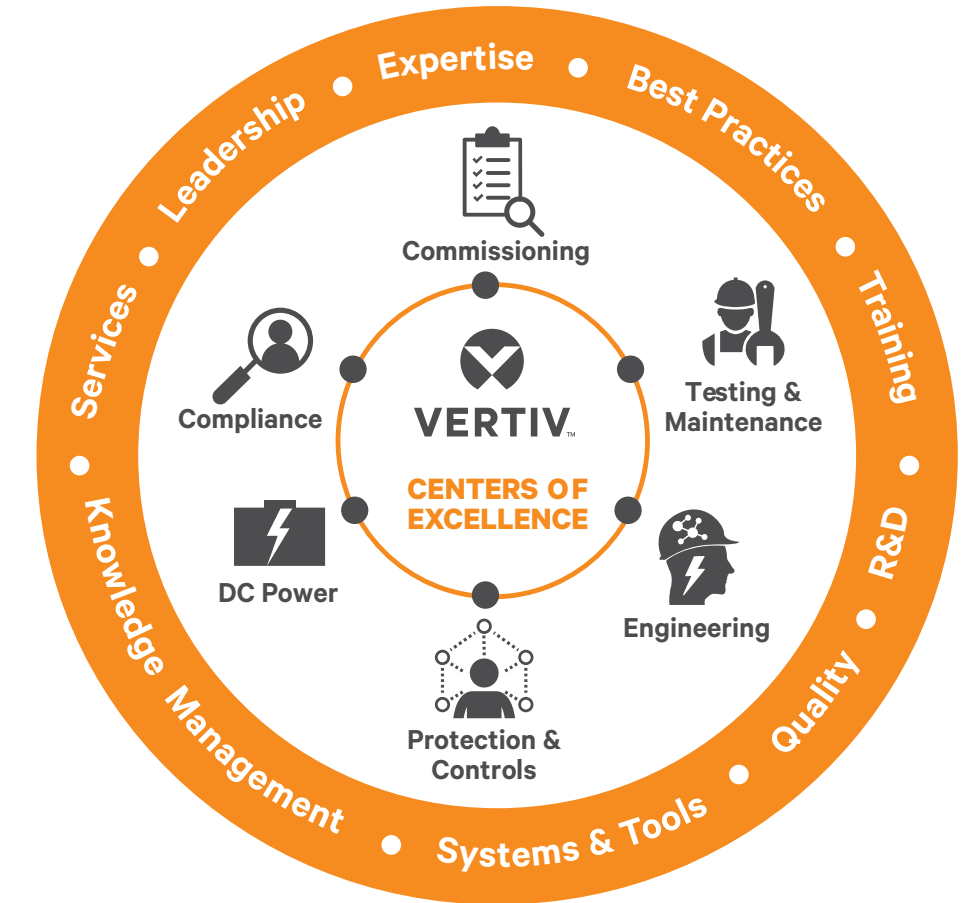 Expertise
Best Practices
Training
R&D
Quality
Systems & Tools
Knowledge Management
Services
Leadership
Commissioning
Testing &
Maintenance
Engineering
Protection &
Controls
DC Power
Compliance
VERTIV™
CENTERS OF
EXCELLENCE